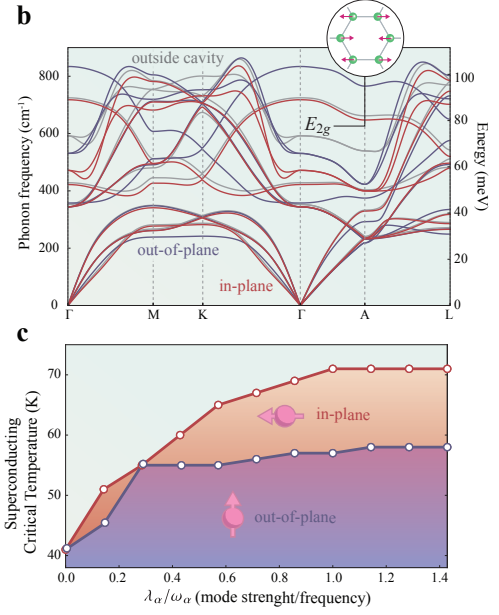 b
outside cavity
800
600
400
200
0
Phonon frequency (cm⁻¹)
E₂g
out-of-plane
in-plane
100
80
60
40
20
0
Energy (meV)
Γ M K Γ A L
c
70
60
50
40
Superconducting
Critical Temperature (K)
in-plane
out-of-plane
0.0 0.2 0.4 0.6 0.8 1.0 1.2 1.4
λα/ωα (mode strenght/frequency)